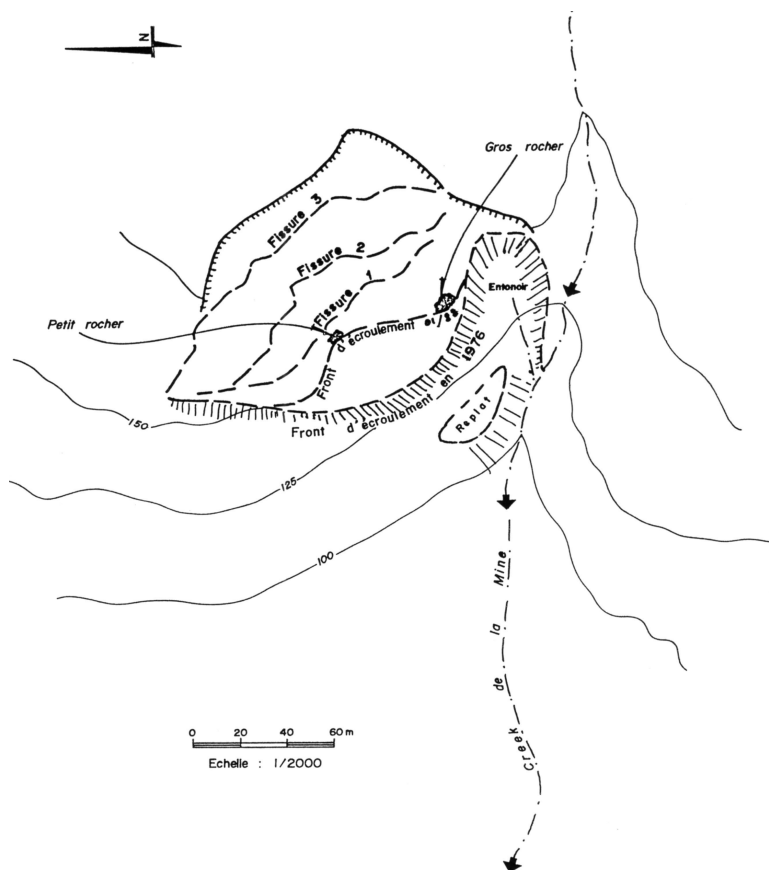 N
Gros rocher
Fissure 3
Fissure 2
Fissure 1
Entonoir
Petit rocher
Front d'écroulement
Front d'écroulement en 1976
Replat
150
125
100
Creek de la Mine
0 20 40 60 m
Echelle : 1/2000